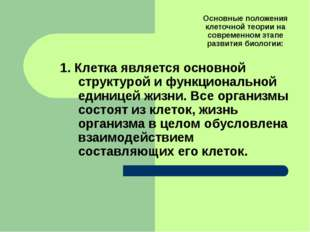 Основные положения
клеточной теории на
современном этапе
развития биологии:
1. Клетка является основной
структурой и функциональной
единицей жизни. Все организмы
состоят из клеток, жизнь
организма в целом обусловлена
взаимодействием
составляющих его клеток.